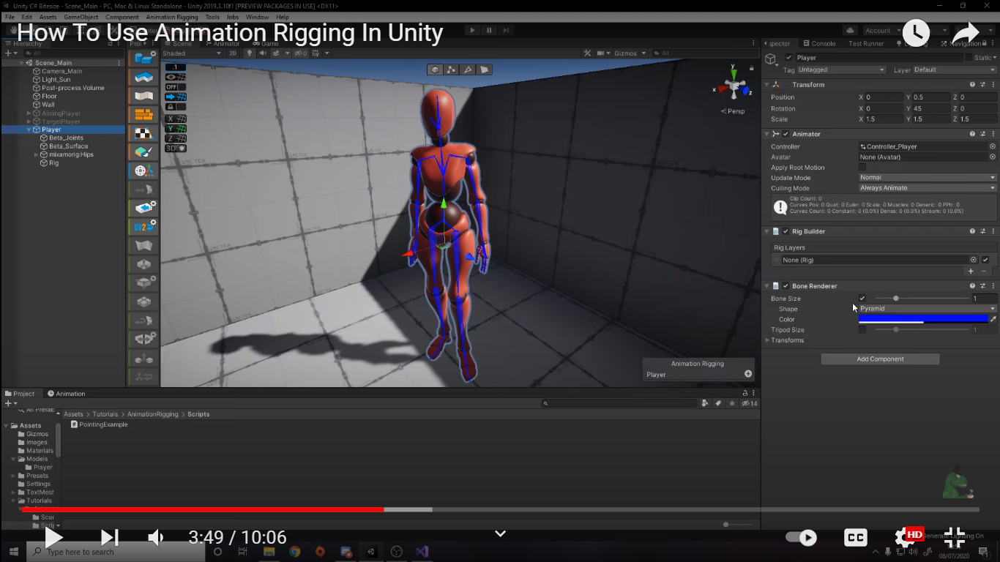 Unity C# Bitesize - Scene_Main - PC, Mac & Linux Standalone - Unity 2019.3.10f1 [PREVIEW PACKAGES IN USE] <DX11>
File Edit Assets GameObject Component Animation Rigging Tools Jobs Window Help
How To Use Animation Rigging In Unity
Account
Hierarchy
All
Scene_Main
Camera_Main
Light_Sun
Post-process Volume
Floor
Wall
AiningPlayer
TargetPlayer
Player
Beta_Joints
Beta_Surface
mixamorig:Hips
Rig
Scene Animator Game
Shaded 2D 0 Gizmos All
.1
OFF
X
Y
Z
3D
UV2
y
x
z
Persp
Animation Rigging
Player
Console Test Runner Navigation
Player Static
Tag Untagged Layer Default
Transform
Position X 0 Y 0.5 Z 0
Rotation X 0 Y 45 Z 0
Scale X 1.5 Y 1.5 Z 1.5
Animator
Controller Controller_Player
Avatar None (Avatar)
Apply Root Motion
Update Mode Normal
Culling Mode Always Animate
Clip Count: 0
Curves Pos: 0 Quat: 0 Euler: 0 Scale: 0 Muscles: 0 Generic: 0 PPtr: 0
Curves Count: 0 Constant: 0 (0.0%) Dense: 0 (0.0%) Stream: 0 (0.0%)
Rig Builder
Rig Layers
None (Rig)
Bone Renderer
Bone Size 1
Shape Pyramid
Color
Tripod Size 1
Transforms
Add Component
Project Animation
14
All Prefab
Assets
Gizmos
Images
Materials
Models
Player
Presets
Settings
TextMesh
Tutorials
Scer
Scrip
Assets > Tutorials > AnimationRigging > Scripts
PointingExample
3:49 / 10:06
CC
HD
Generate Lighting On
Type here to search
08/07/2020